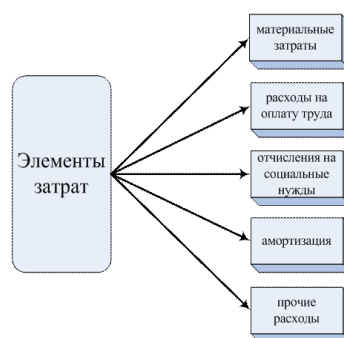 Элементы
затрат
материальные
затраты
расходы на
оплату труда
отчисления на
социальные
нужды
амортизация
прочие
расходы